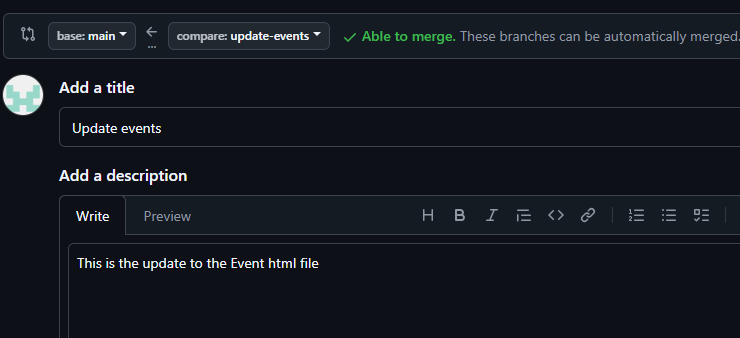 base: main
compare: update-events
Able to merge. These branches can be automatically merged.
Add a title
Update events
Add a description
Write Preview
This is the update to the Event html file